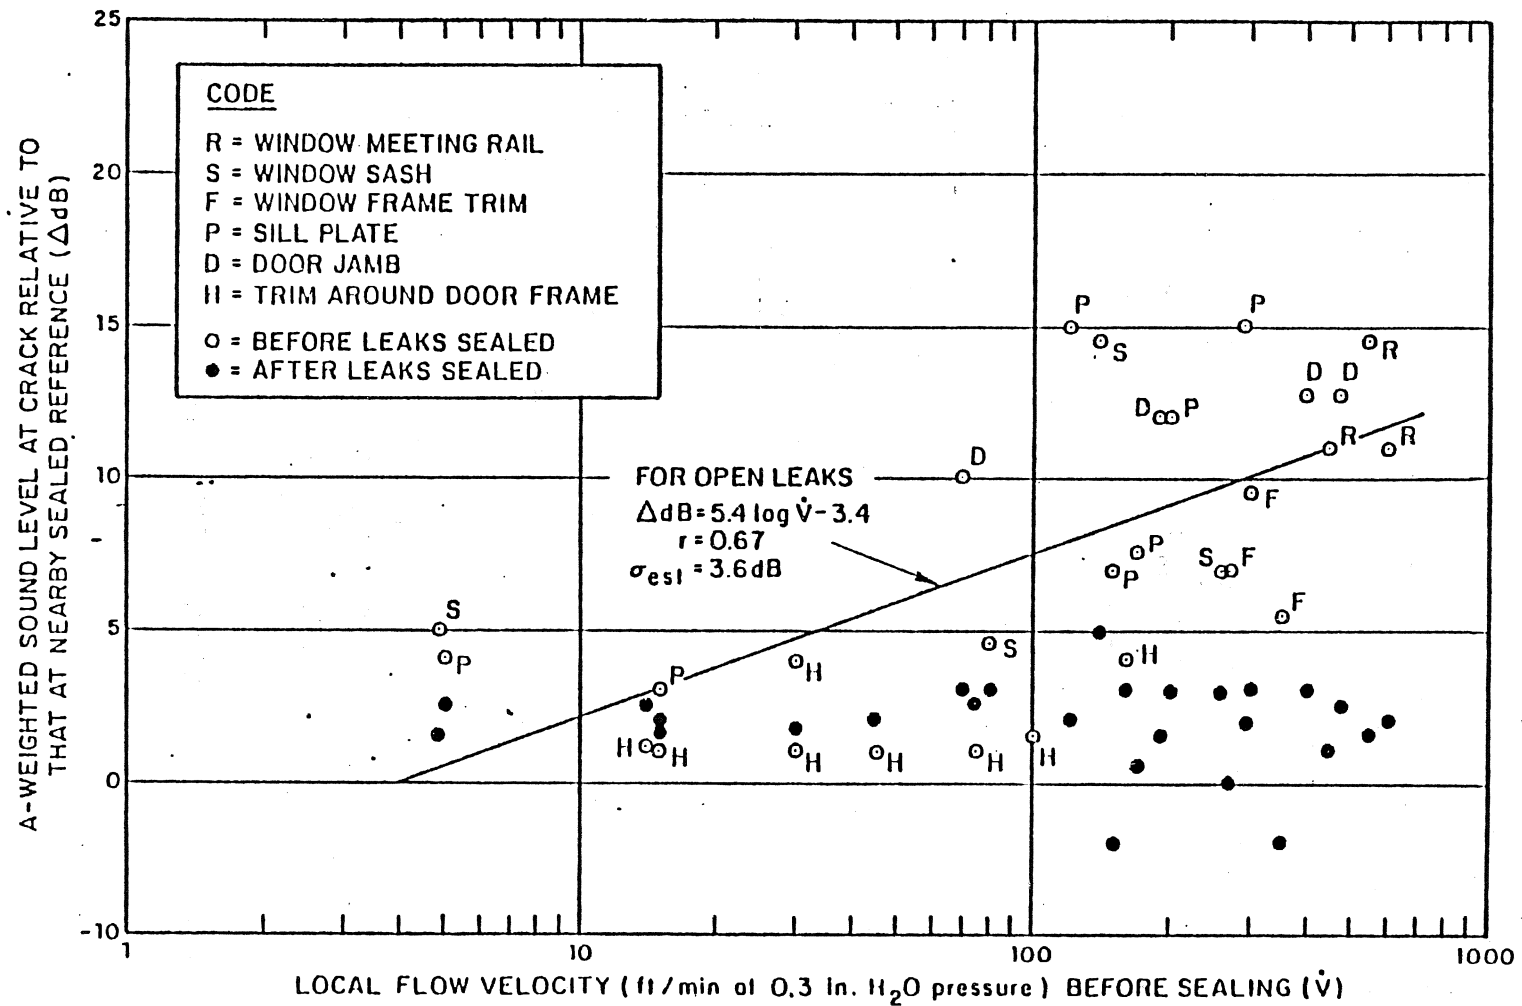 A-WEIGHTED SOUND LEVEL AT CRACK RELATIVE TO
THAT AT NEARBY SEALED REFERENCE (ΔdB)
25
20
15
10
5
0
-10
CODE
R = WINDOW MEETING RAIL
S = WINDOW SASH
F = WINDOW FRAME TRIM
P = SILL PLATE
D = DOOR JAMB
H = TRIM AROUND DOOR FRAME
O = BEFORE LEAKS SEALED
● = AFTER LEAKS SEALED
P
P
S
R
D
D
D
P
R
R
D
FOR OPEN LEAKS
ΔdB=5.4 log V̇-3.4
r=0.67
σest=3.6dB
F
P
S
F
P
F
S
P
P
H
S
H
H
H
H
H
H
H
1
10
100
1000
LOCAL FLOW VELOCITY (ft/min at 0.3 In. H₂O pressure) BEFORE SEALING (V̇)